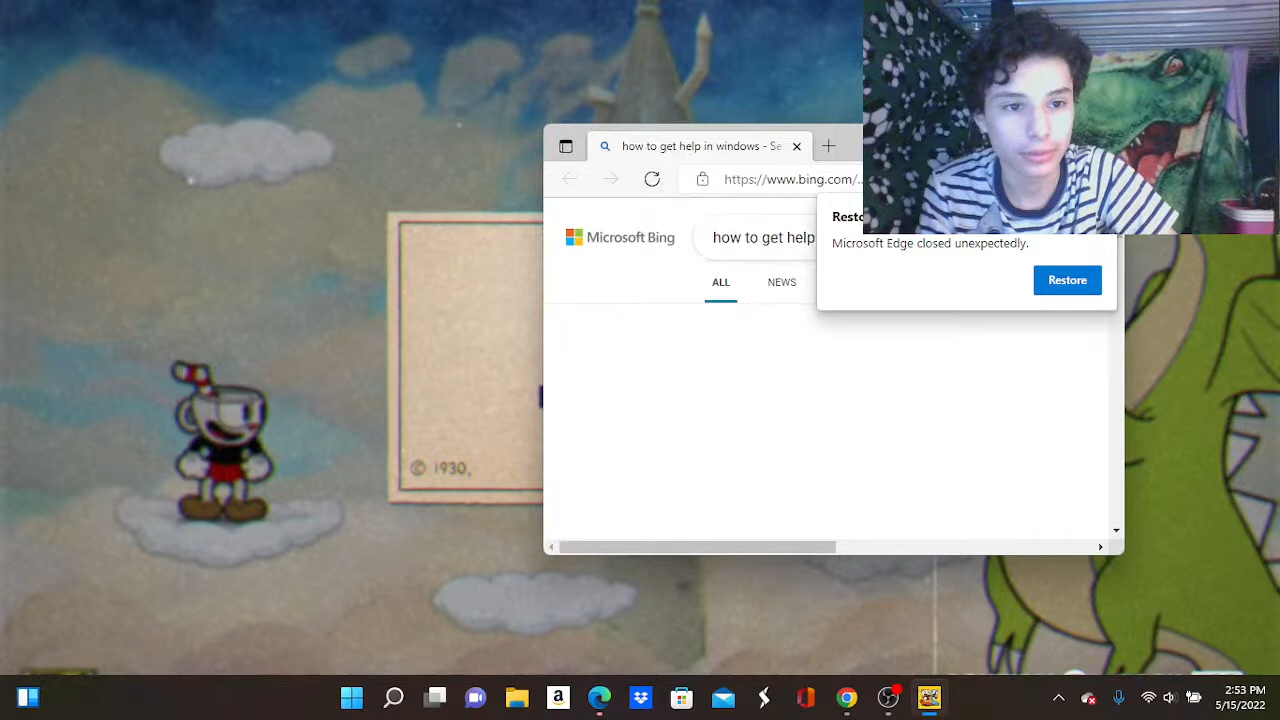 how to get help in windows - Se
https://www.bing.com/...
Microsoft Bing
how to get help
Resto
Microsoft Edge closed unexpectedly.
Restore
ALL
NEWS
© 1930,
2:53 PM
5/15/2022